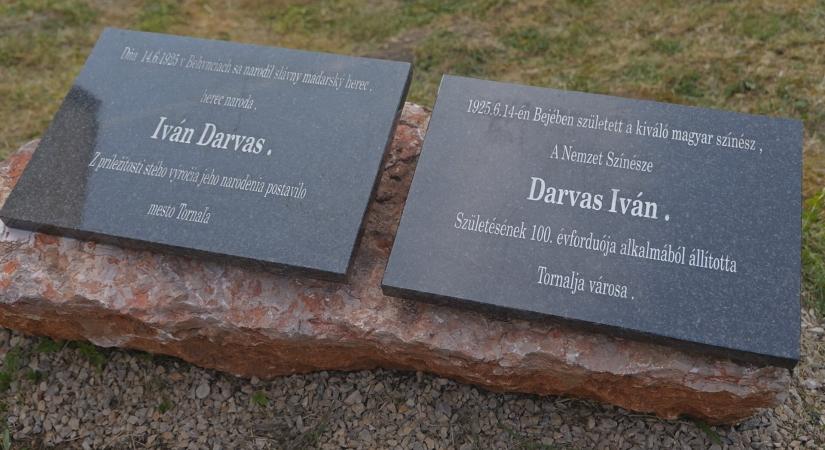 Dňa 14.6.1925 v Behynciach sa narodil slávny maďarský herec ,
herec národa .
Iván Darvas .
Z príležitosti stého výročia jeho narodenia postavilo
mesto Tornaľa
1925.6.14-én Bejében született a kiváló magyar színész ,
A Nemzet Színésze
Darvas Iván .
Születésének 100. évforduója alkalmából állította
Tornalja városa .